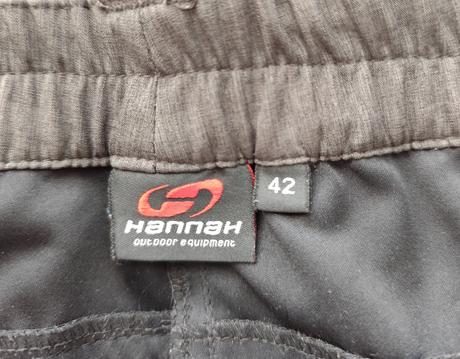 42
Hannah
outdoor equipment